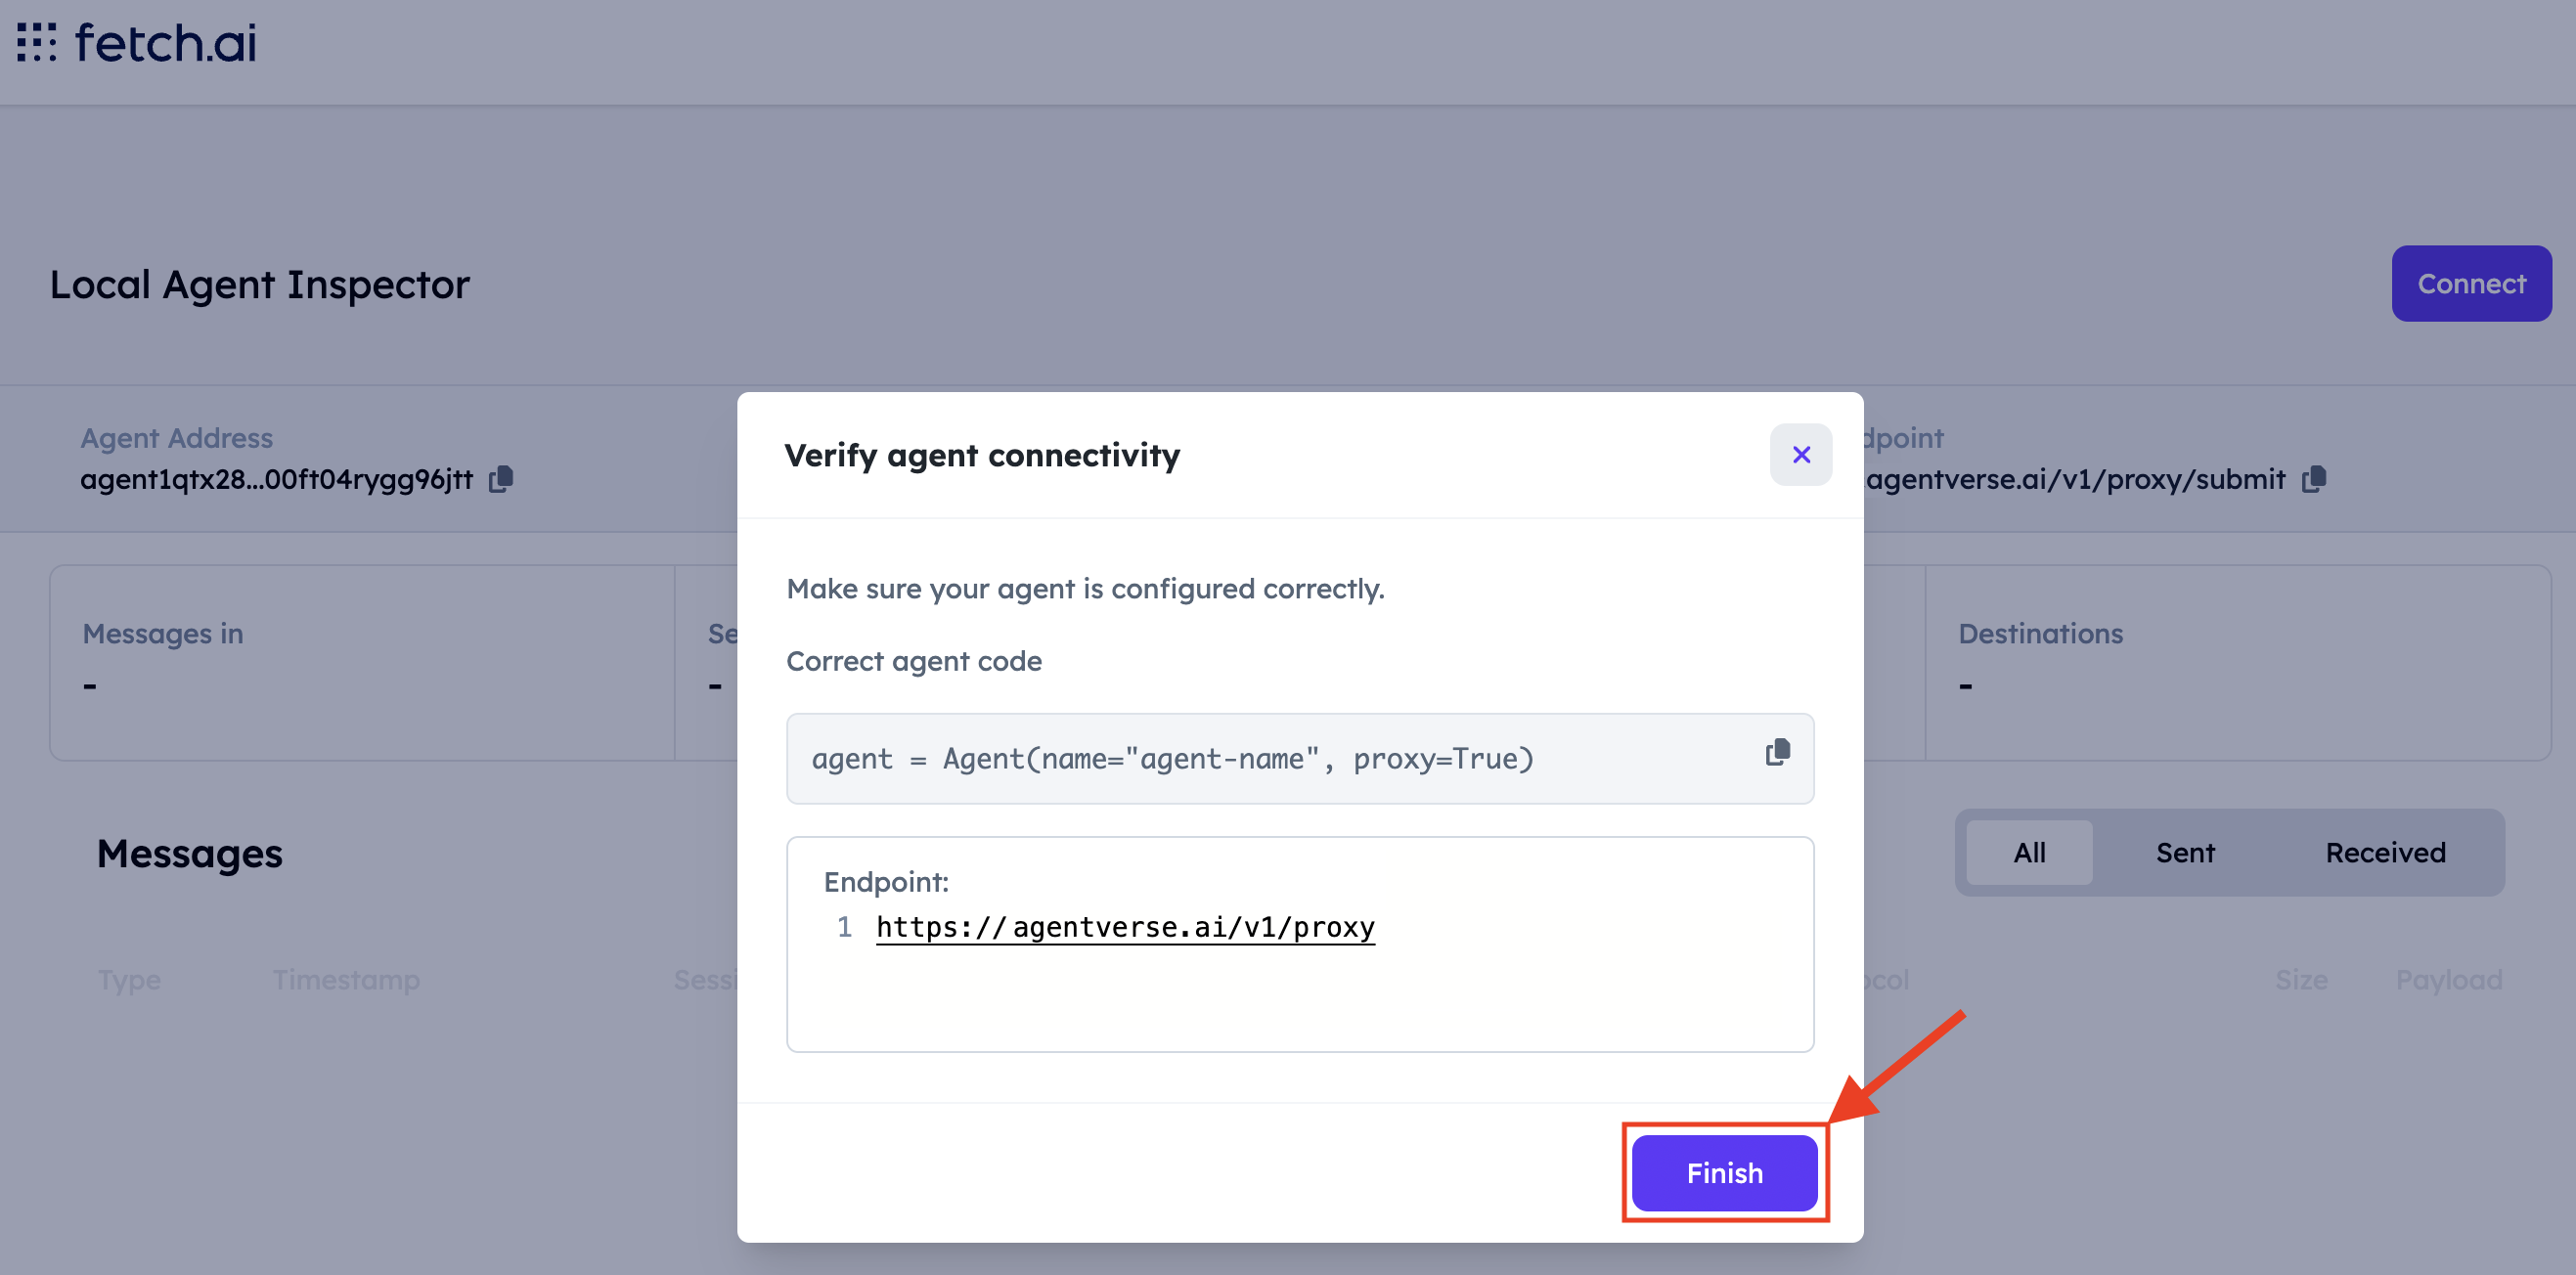 fetch.ai
Local Agent Inspector
Connect
Agent Address
agent1qtx28...00ft04rygg96jtt
dpoint
.agentverse.ai/v1/proxy/submit
Verify agent connectivity
Make sure your agent is configured correctly.
Correct agent code
agent = Agent(name="agent-name", proxy=True)
Endpoint:
1 https://agentverse.ai/v1/proxy
Finish
Messages in
-
Se
-
Destinations
-
Messages
All
Sent
Received
Type
Timestamp
Sessi
ocol
Size
Payload